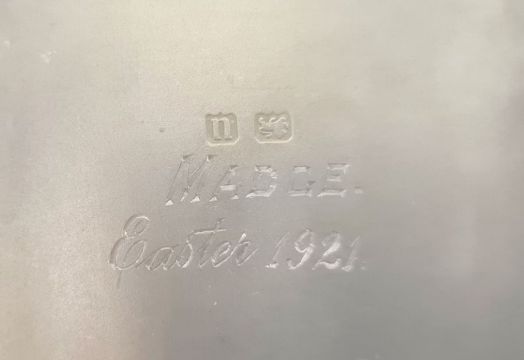 n
MADGE.
Easter 1921.